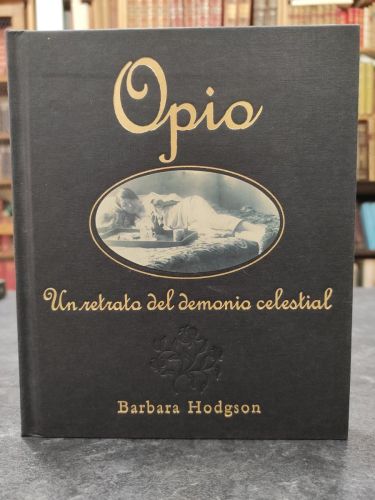 Opio
Un retrato del demonio celestial
Barbara Hodgson